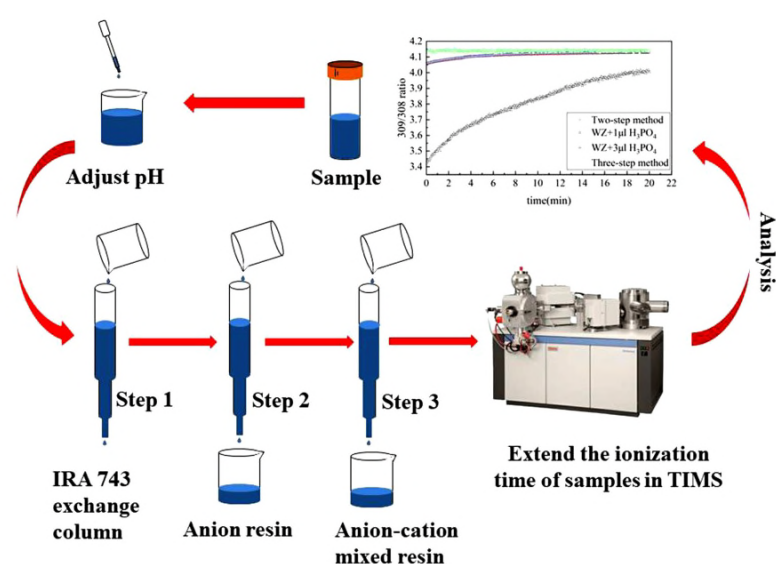 Adjust pH
Sample
309/308 ratio
4.2
4.1
4.0
3.9
3.8
3.7
3.6
3.5
3.4
Two-step method
WZ+1μl H₃PO₄
WZ+3μl H₃PO₄
Three-step method
0 2 4 6 8 10 12 14 16 18 20 22
time(min)
Analysis
Step 1
Step 2
Step 3
IRA 743
exchange
column
Anion resin
Anion-cation
mixed resin
Extend the ionization
time of samples in TIMS